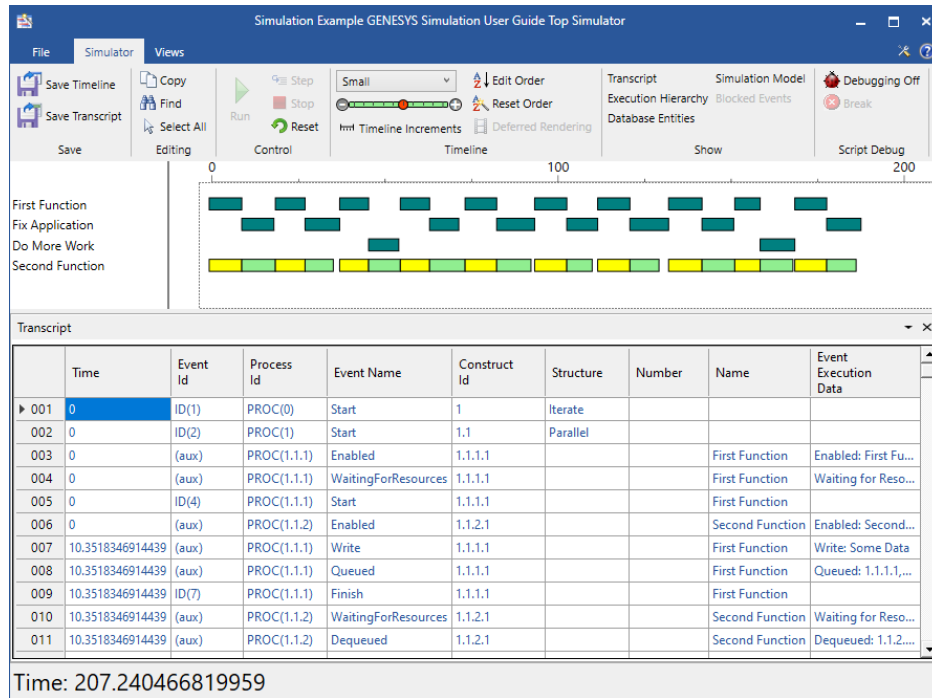 Simulation Example GENESYS Simulation User Guide Top Simulator
File Simulator Views
Save Timeline Copy Step Small Edit Order Transcript Simulation Model Debugging Off
Find Stop Reset Order Execution Hierarchy Blocked Events Break
Save Transcript Select All Run Reset Timeline Increments Deferred Rendering Database Entities
Save Editing Control Timeline Show Script Debug
0 100 200
First Function
Fix Application
Do More Work
Second Function
Transcript
Time Event Id Process Id Event Name Construct Id Structure Number Name Event Execution Data
001 0 ID(1) PROC(0) Start 1 Iterate
002 0 ID(2) PROC(1) Start 1.1 Parallel
003 0 (aux) PROC(1.1.1) Enabled 1.1.1.1 First Function Enabled: First Fu...
004 0 (aux) PROC(1.1.1) WaitingForResources 1.1.1.1 First Function Waiting for Reso...
005 0 ID(4) PROC(1.1.1) Start 1.1.1.1 First Function
006 0 (aux) PROC(1.1.2) Enabled 1.1.2.1 Second Function Enabled: Second...
007 10.3518346914439 (aux) PROC(1.1.1) Write 1.1.1.1 First Function Write: Some Data
008 10.3518346914439 (aux) PROC(1.1.1) Queued 1.1.1.1 First Function Queued: 1.1.1.1,...
009 10.3518346914439 ID(7) PROC(1.1.1) Finish 1.1.1.1 First Function
010 10.3518346914439 (aux) PROC(1.1.2) WaitingForResources 1.1.2.1 Second Function Waiting for Reso...
011 10.3518346914439 (aux) PROC(1.1.2) Dequeued 1.1.2.1 Second Function Dequeued: 1.1.2....
Time: 207.240466819959